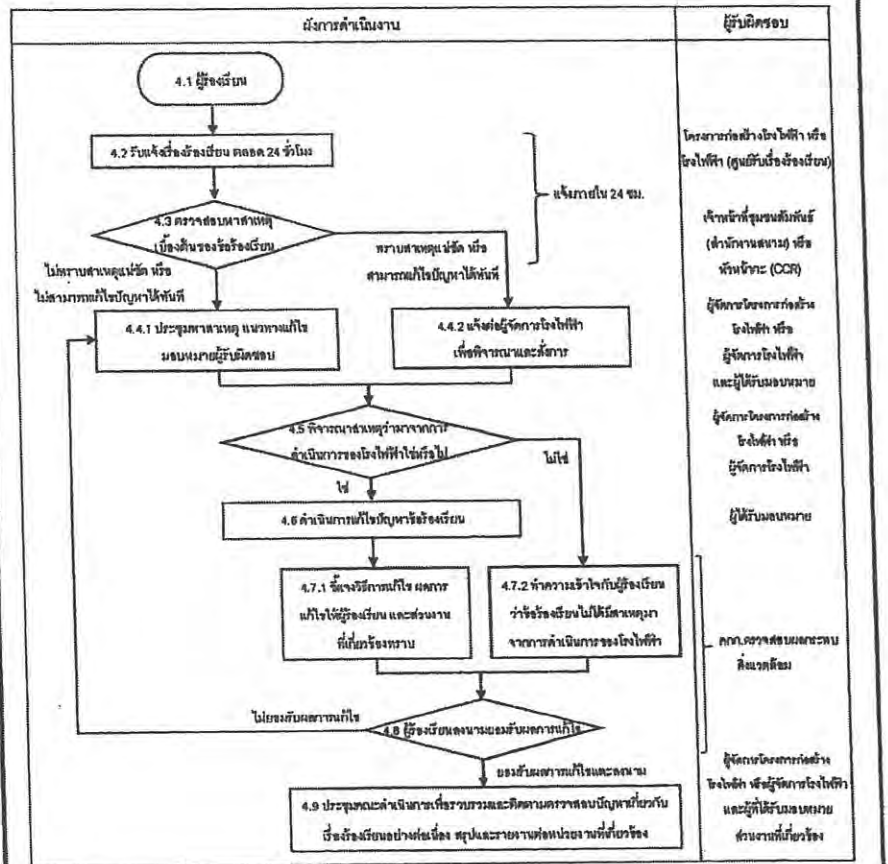 ผังการดำเนินงาน
ผู้รับผิดชอบ
4.1 ผู้ร้องเรียน
4.2 รับแจ้งเรื่องร้องเรียน ตลอด 24 ชั่วโมง
โครงการก่อสร้างโรงไฟฟ้า หรือ
โรงไฟฟ้า (ศูนย์รับเรื่องร้องเรียน)
แจ้งภายใน 24 ชม.
4.3 ตรวจสอบหาสาเหตุ
เบื้องต้นของข้อร้องเรียน
เจ้าหน้าที่ชุมชนสัมพันธ์
(สำนักงานสนาม) หรือ
หัวหน้ากะ (CCR)
ไม่ทราบสาเหตุแน่ชัด หรือ
ไม่สามารถแก้ไขปัญหาได้ทันที
ทราบสาเหตุแน่ชัด หรือ
สามารถแก้ไขปัญหาได้ทันที
4.4.1 ประชุมหาสาเหตุ แนวทางแก้ไข
มอบหมายผู้รับผิดชอบ
4.4.2 แจ้งต่อผู้จัดการโรงไฟฟ้า
เพื่อพิจารณาและสั่งการ
ผู้จัดการโครงการก่อสร้าง
โรงไฟฟ้า หรือ
ผู้จัดการโรงไฟฟ้า
และผู้ได้รับมอบหมาย
4.5 พิจารณาสาเหตุว่ามาจากการ
ดำเนินการของโรงไฟฟ้าใช่หรือไม่
ผู้จัดการโครงการก่อสร้าง
โรงไฟฟ้า หรือ
ผู้จัดการโรงไฟฟ้า
ใช่
ไม่ใช่
4.6 ดำเนินการแก้ไขปัญหาข้อร้องเรียน
ผู้ได้รับมอบหมาย
4.7.1 ชี้แจงวิธีการแก้ไข ผลการ
แก้ไขให้ผู้ร้องเรียน และส่วนงาน
ที่เกี่ยวข้องทราบ
4.7.2 ทำความเข้าใจกับผู้ร้องเรียน
ว่าข้อร้องเรียนไม่ได้มีสาเหตุมา
จากการดำเนินการของโรงไฟฟ้า
คกก.ตรวจสอบผลกระทบ
สิ่งแวดล้อม
ไม่ยอมรับผลการแก้ไข
4.8 ผู้ร้องเรียนลงนามยอมรับผลการแก้ไข
ยอมรับผลการแก้ไขและลงนาม
4.9 ประชุมคณะดำเนินการเพื่อรวบรวมและติดตามตรวจสอบปัญหาเกี่ยวกับ
เรื่องร้องเรียนอย่างต่อเนื่อง สรุปและรายงานต่อหน่วยงานที่เกี่ยวข้อง
ผู้จัดการโครงการก่อสร้าง
โรงไฟฟ้า หรือผู้จัดการโรงไฟฟ้า
และผู้ที่ได้รับมอบหมาย
ส่วนงานที่เกี่ยวข้อง